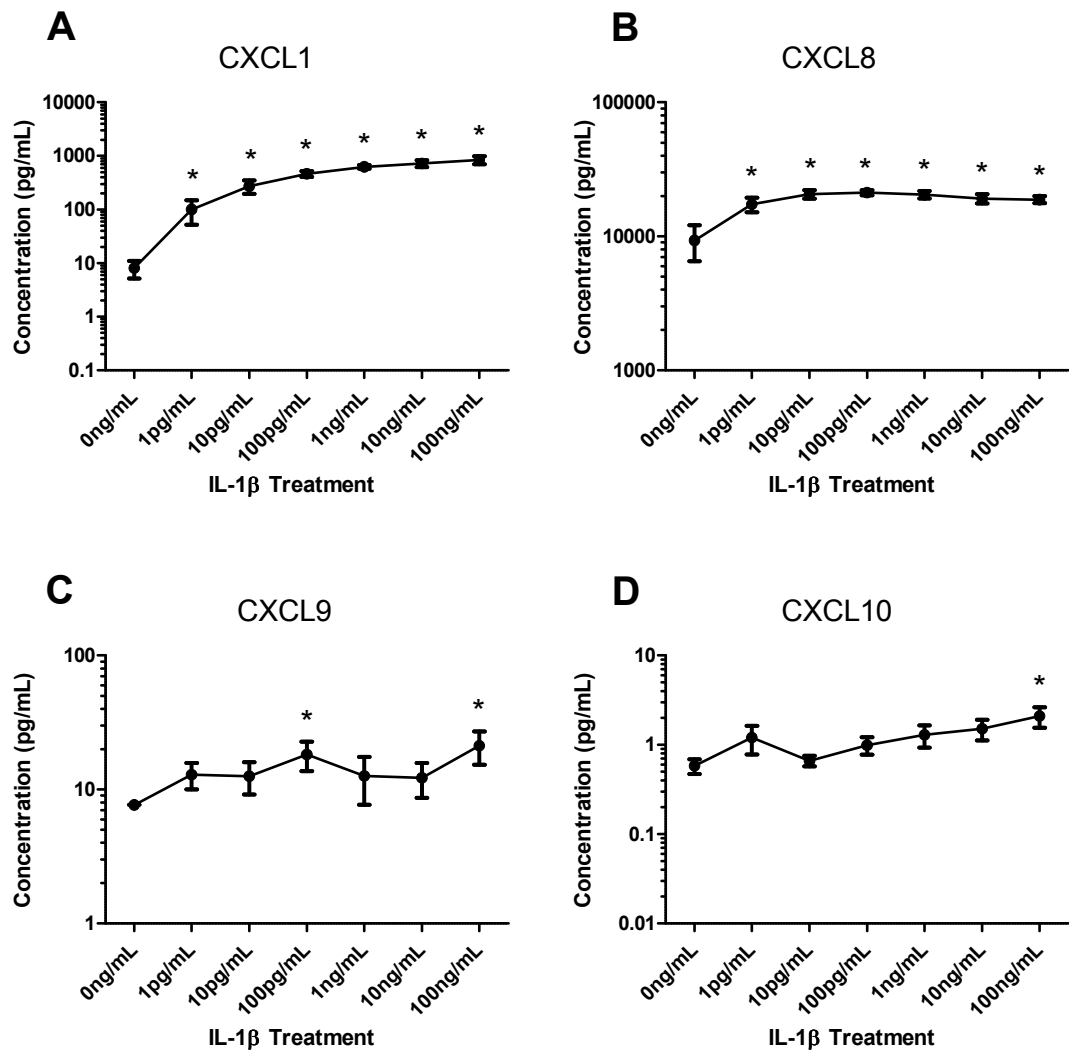 A
CXCL1
Concentration (pg/mL)
10000
1000
100
10
1
0.1
* * * * * *
0ng/mL
1pg/mL
10pg/mL
100pg/mL
1ng/mL
10ng/mL
100ng/mL
IL-1β Treatment
B
CXCL8
Concentration (pg/mL)
100000
10000
1000
* * * * * *
0ng/mL
1pg/mL
10pg/mL
100pg/mL
1ng/mL
10ng/mL
100ng/mL
IL-1β Treatment
C
CXCL9
Concentration (pg/mL)
100
10
1
* *
0ng/mL
1pg/mL
10pg/mL
100pg/mL
1ng/mL
10ng/mL
100ng/mL
IL-1β Treatment
D
CXCL10
Concentration (pg/mL)
10
1
0.1
0.01
*
0ng/mL
1pg/mL
10pg/mL
100pg/mL
1ng/mL
10ng/mL
100ng/mL
IL-1β Treatment